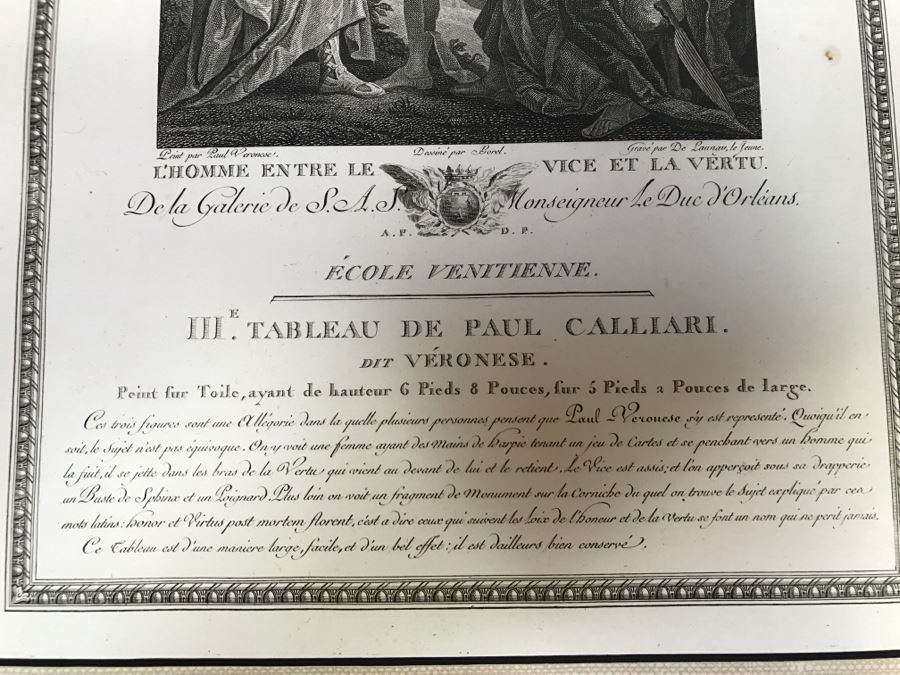 Peint par Paul Veronese. Dessiné par Borel. Gravé par De Launay, le Jeune.
L'HOMME ENTRE LE VICE ET LA VÉRTU.
De la Galerie de S.A.S. Monseigneur le Duc d'Orléans.
A. P. D. P.
ÉCOLE VENITIENNE.
IIIE. TABLEAU DE PAUL CALLIARI.
DIT VÉRONESE.
Peint sur Toile, ayant de hauteur 6 Pieds 8 Pouces, sur 5 Pieds 2 Pouces de large.
Ces trois figures sont une Allégorie dans la quelle plusieurs personnes pensent que Paul Veronese s'y est representé. Quoiqu'il en
soit, le Sujet n'est pas équivoque. On y voit une femme ayant des Mains de harpie tenant un jeu de Cartes et se penchant vers un homme qui
la fuit, il se jette dans les bras de la Vertu qui vient au devant de lui et le retient. Le Vice est assis; et l'on apperçoit sous sa drapperie
un Buste de Sphinx et un Poignard. Plus loin on voit un fragment de Monument sur la Corniche du quel on trouve le Sujet expliqué par ces
mots latins: honor et Virtus post mortem florent, c'est a dire ceux qui suivent les loix de l'honeur et de la vertu se font un nom qui ne perit jamais.
Ce Tableau est d'une maniere large, facile, et d'un bel effet: il est dailleurs bien conservé.